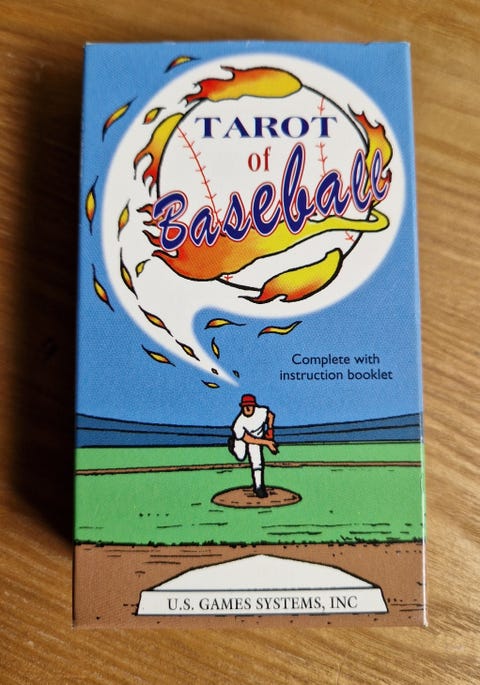 TAROT
of
Baseball
Complete with
instruction booklet
U.S. GAMES SYSTEMS, INC